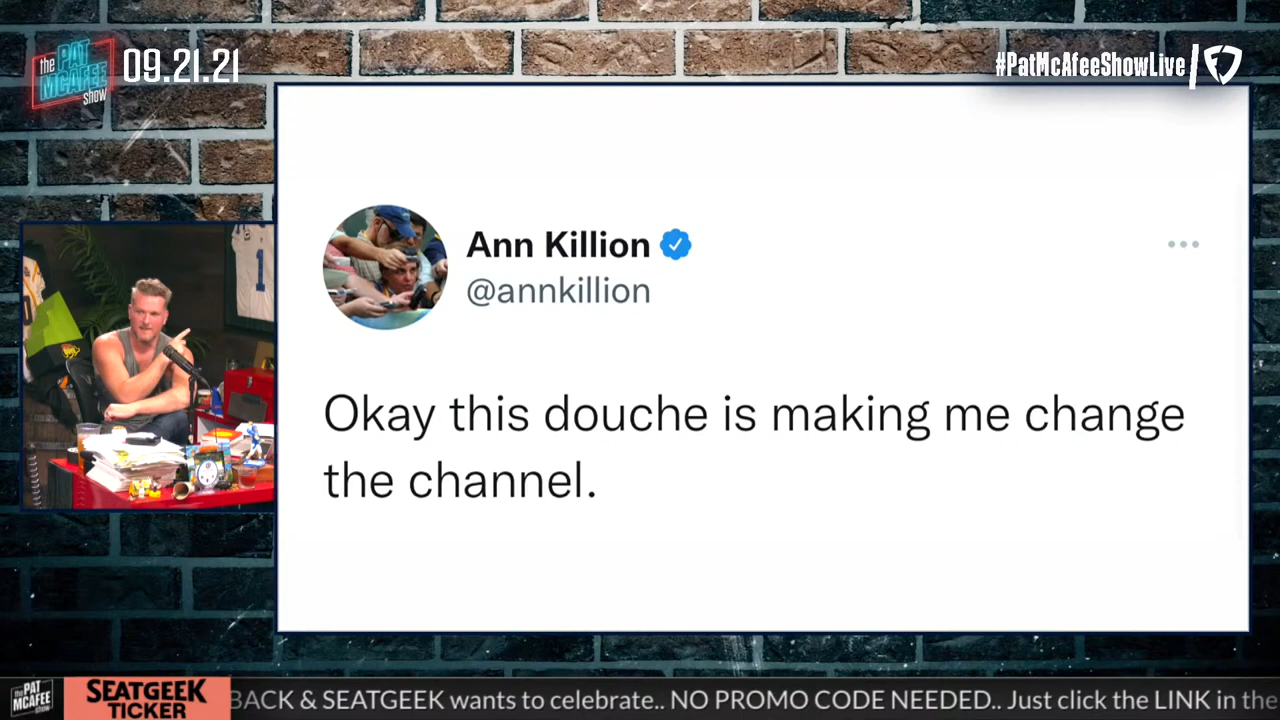 the PAT MCAFEE show
09.21.21
#PatMcAfeeShowLive
Ann Killion
@annkillion
Okay this douche is making me change
the channel.
1
the PAT MCAFEE show
SEATGEEK
TICKER
BACK & SEATGEEK wants to celebrate.. NO PROMO CODE NEEDED.. Just click the LINK in the